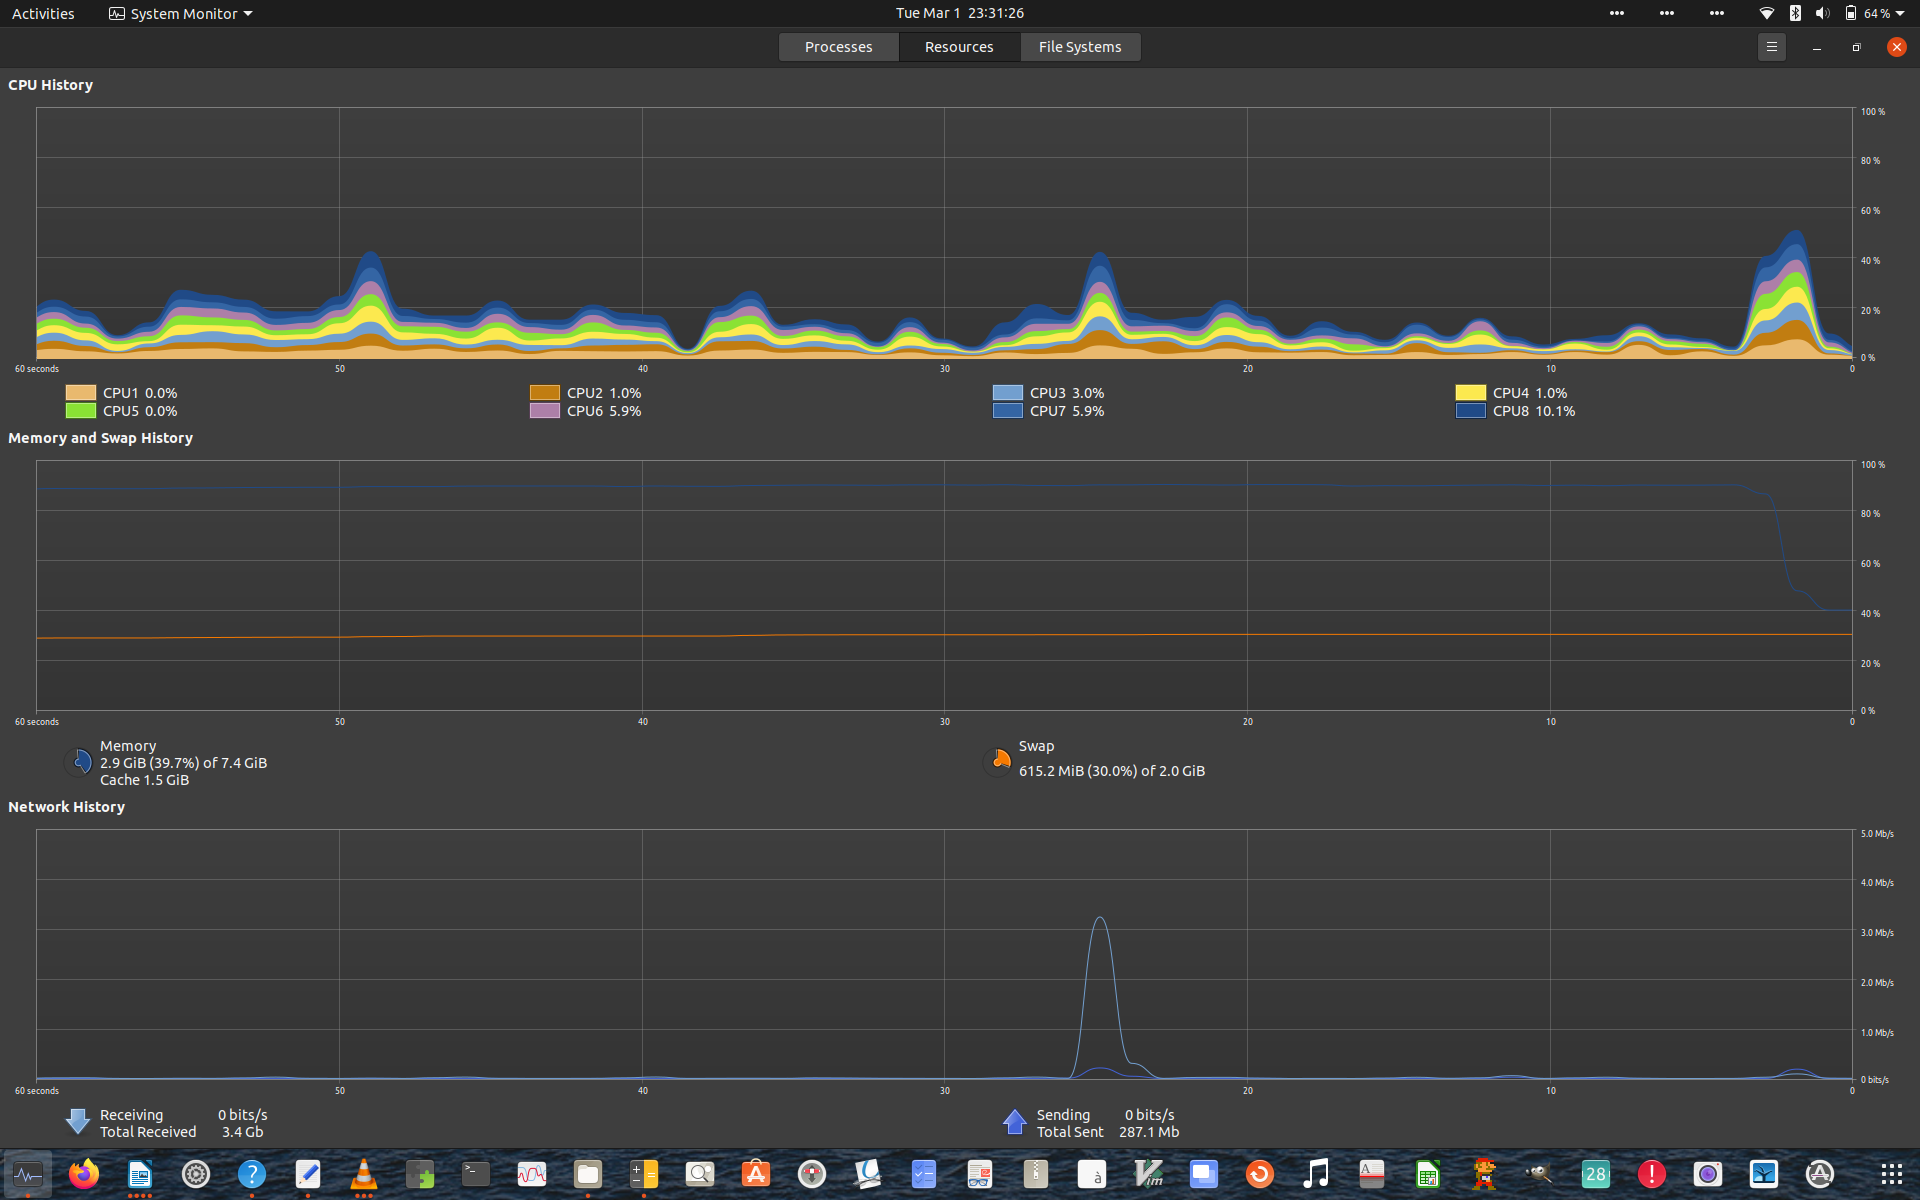 Activities System Monitor Tue Mar 1 23:31:26 64 %
Processes Resources File Systems
CPU History
100 %
80 %
60 %
40 %
20 %
0 %
60 seconds 50 40 30 20 10 0
CPU1 0.0% CPU2 1.0% CPU3 3.0% CPU4 1.0%
CPU5 0.0% CPU6 5.9% CPU7 5.9% CPU8 10.1%
Memory and Swap History
100 %
80 %
60 %
40 %
20 %
0 %
60 seconds 50 40 30 20 10 0
Memory Swap
2.9 GiB (39.7%) of 7.4 GiB 615.2 MiB (30.0%) of 2.0 GiB
Cache 1.5 GiB
Network History
5.0 Mb/s
4.0 Mb/s
3.0 Mb/s
2.0 Mb/s
1.0 Mb/s
0 bits/s
60 seconds 50 40 30 20 10 0
Receiving 0 bits/s Sending 0 bits/s
Total Received 3.4 Gb Total Sent 287.1 Mb
? >_ à Vim A 28 !